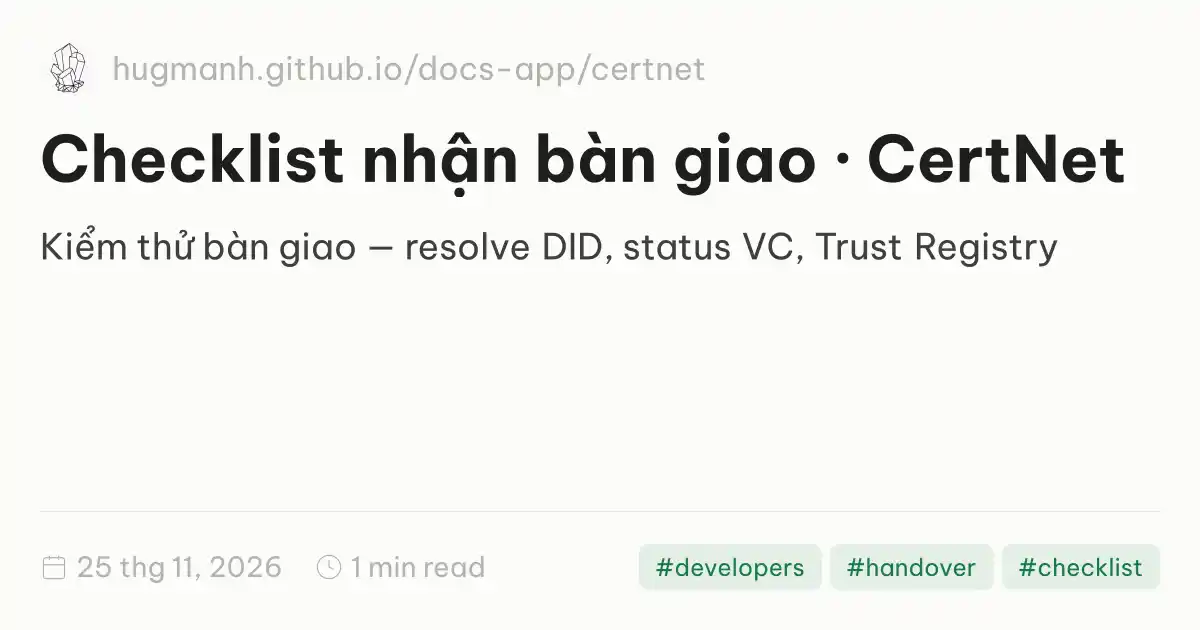 hugmanh.github.io/docs-app/certnet
Checklist nhận bàn giao · CertNet
Kiểm thử bàn giao — resolve DID, status VC, Trust Registry
25 thg 11, 2026 1 min read #developers #handover #checklist